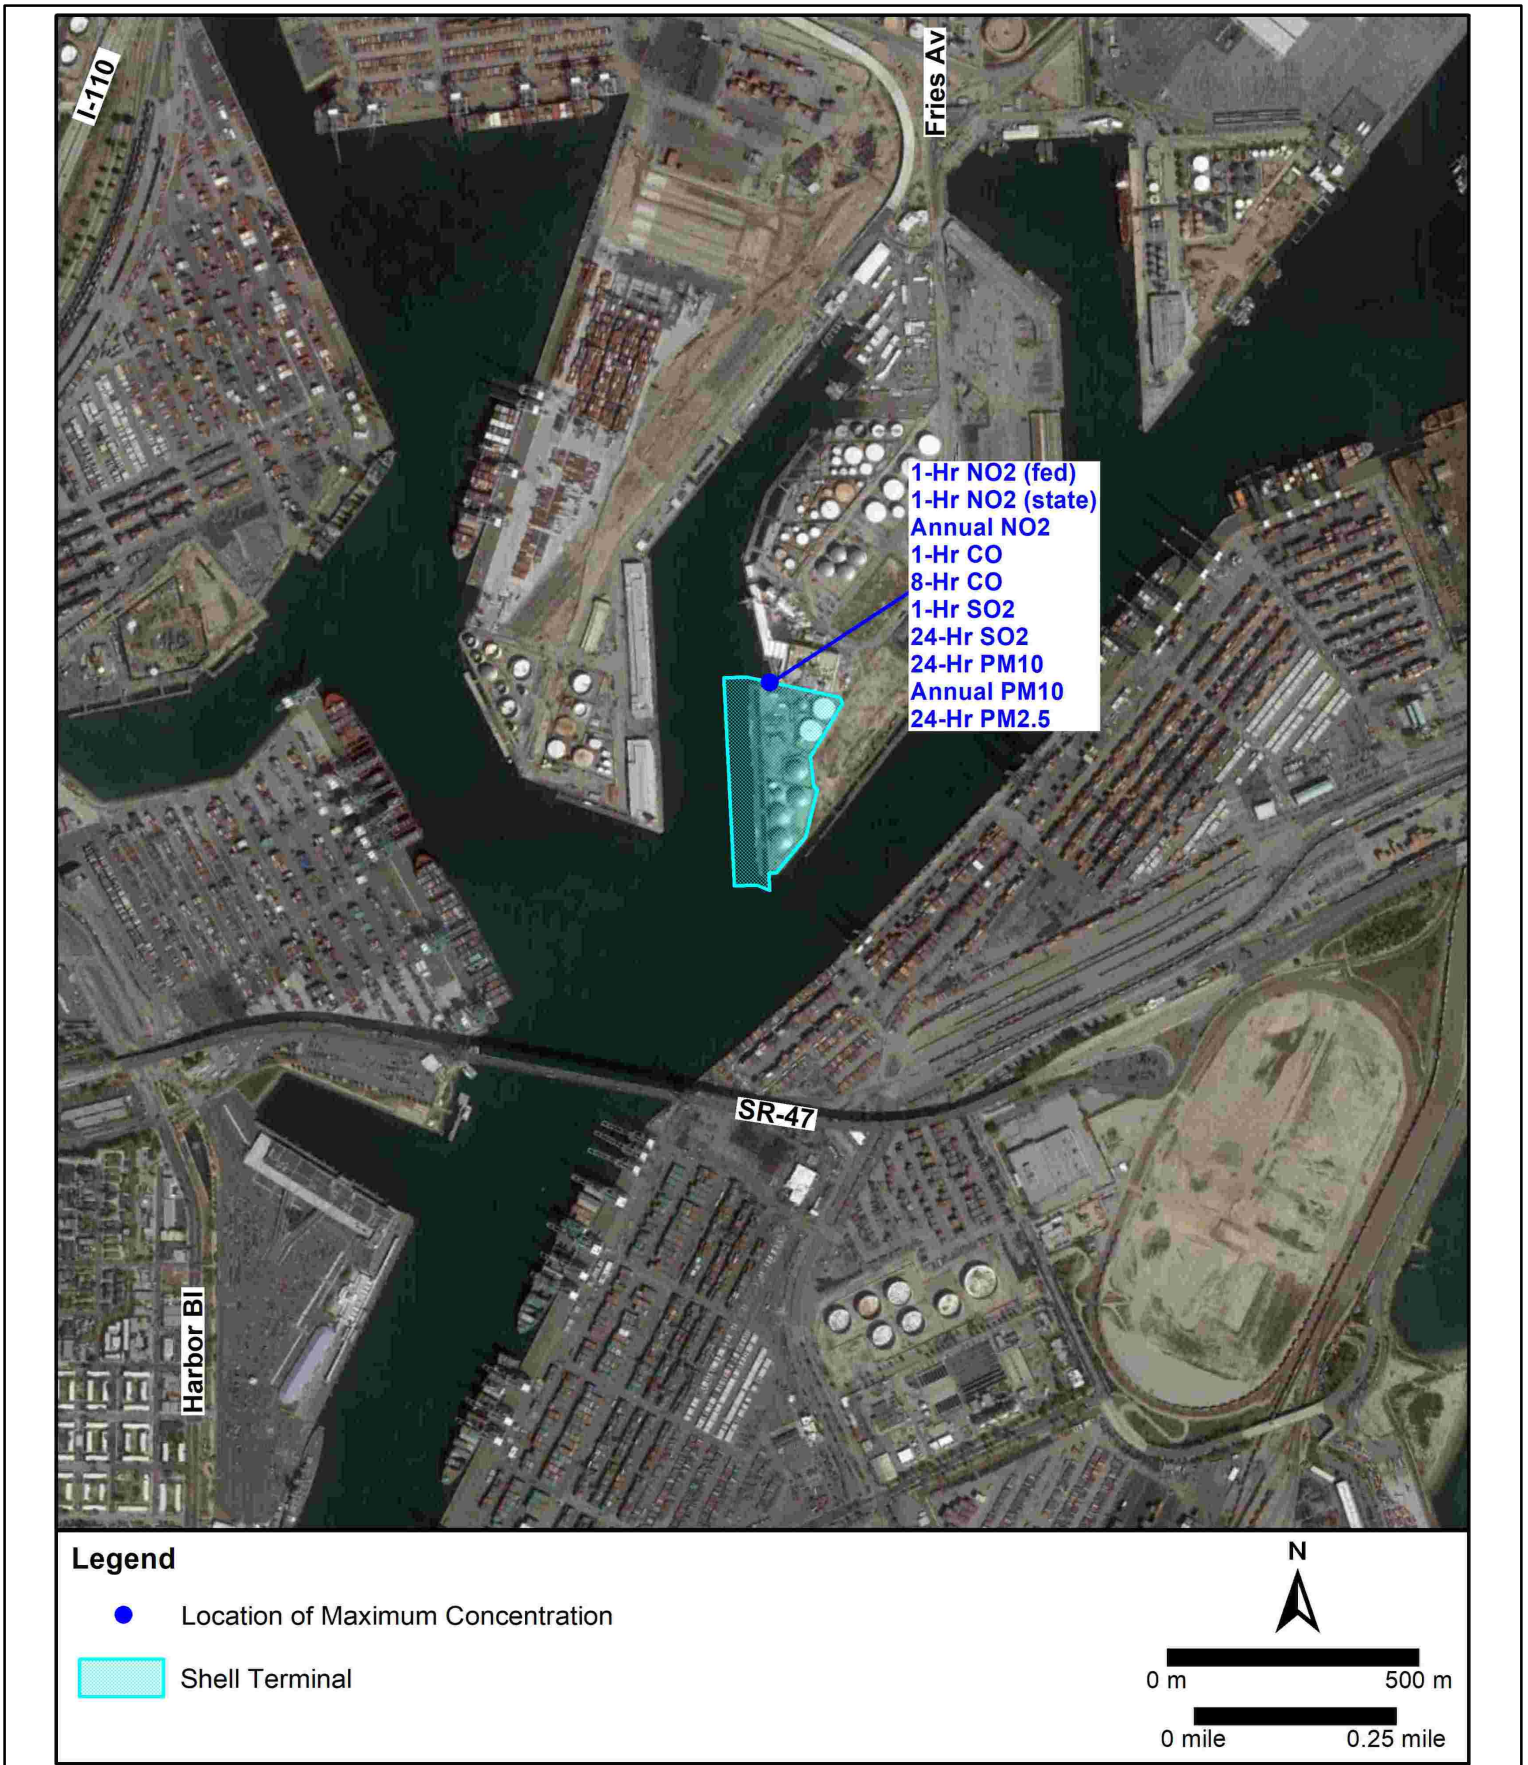 I-110
Fries Av
1-Hr NO2 (fed)
1-Hr NO2 (state)
Annual NO2
1-Hr CO
8-Hr CO
1-Hr SO2
24-Hr SO2
24-Hr PM10
Annual PM10
24-Hr PM2.5
SR-47
Harbor Bl
Legend
Location of Maximum Concentration
Shell Terminal
N
0 m 500 m
0 mile 0.25 mile